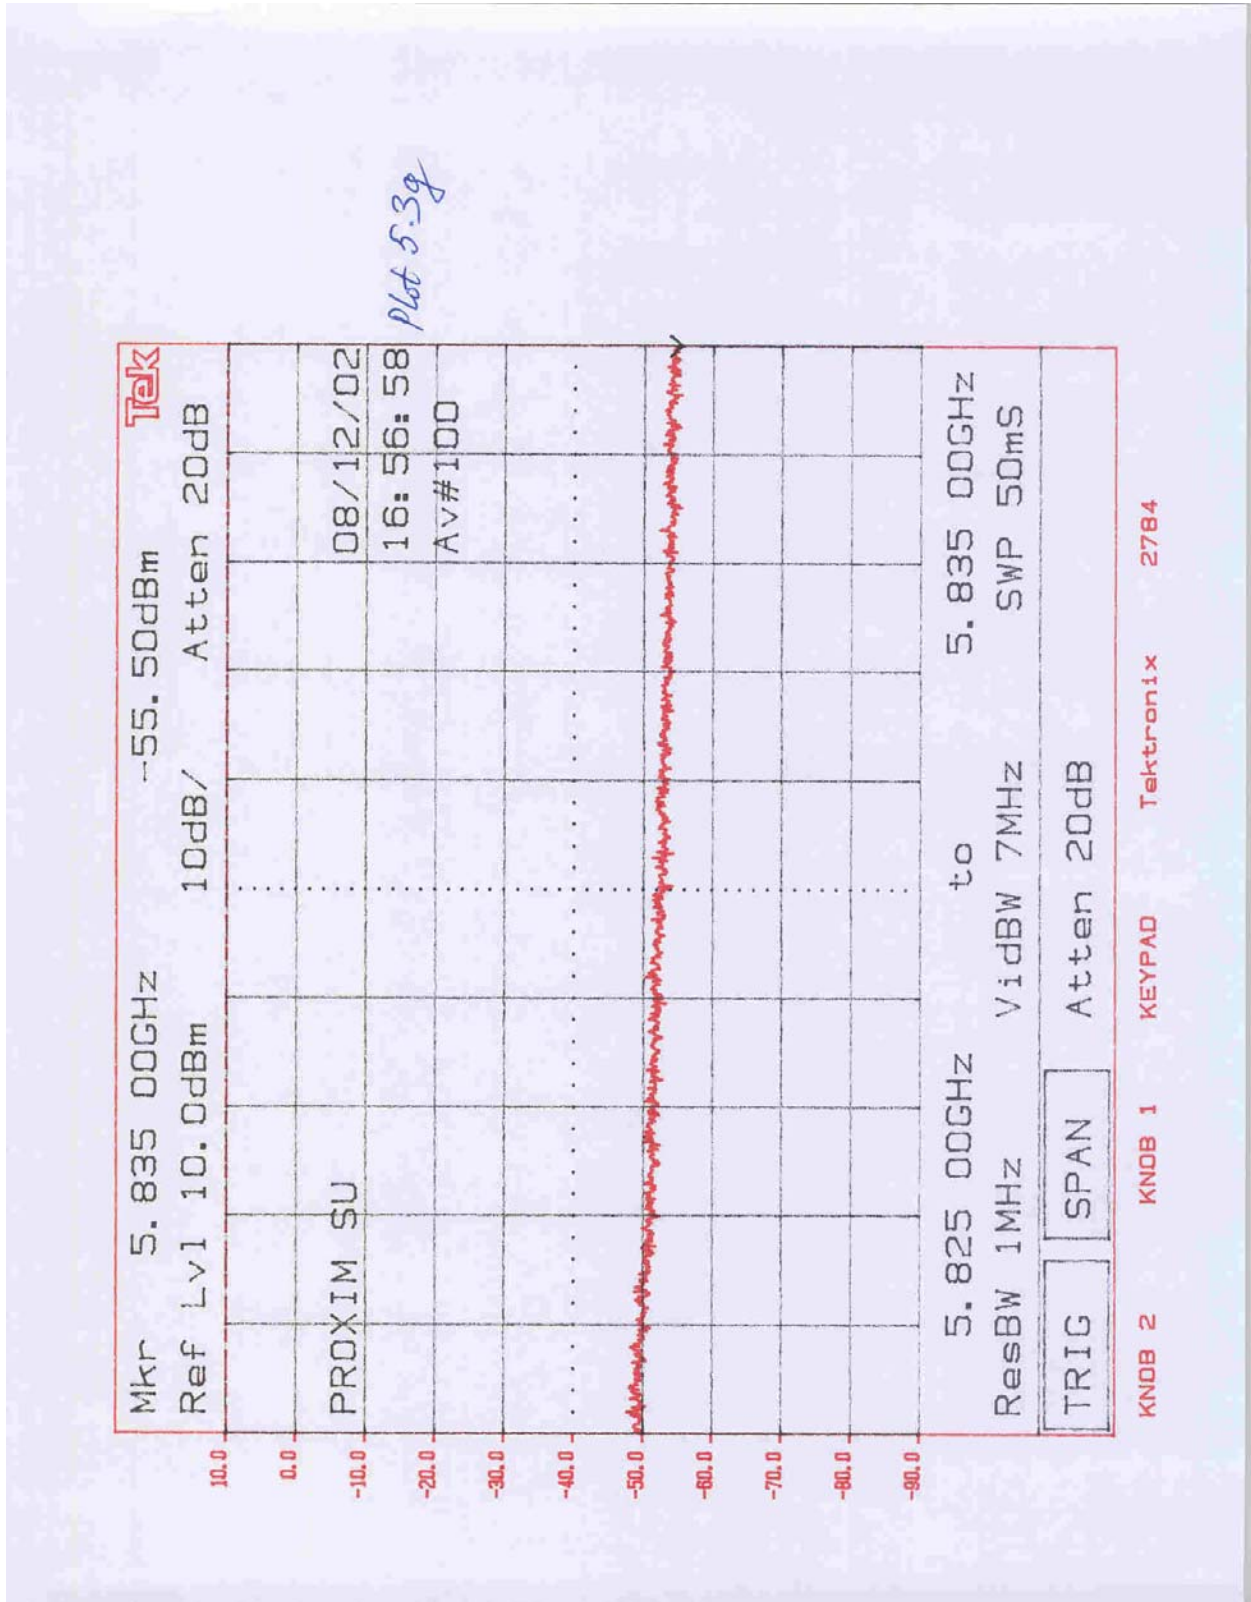 Mkr 5.835 00GHz -55.50dBm Tek
Ref Lvl 10.0dBm 10dB/ Atten 20dB
10.0
0.0
PROXIM SU 08/12/02
-10.0
16:56:58
Plot 5.3g
-20.0
Av#100
-30.0
-40.0
-50.0
-60.0
-70.0
-80.0
-90.0
5.825 00GHz to 5.835 00GHz
ResBW 1MHz VidBW 7MHz SWP 50mS
TRIG SPAN Atten 20dB
KNOB 2 KNOB 1 KEYPAD Tektronix 2784